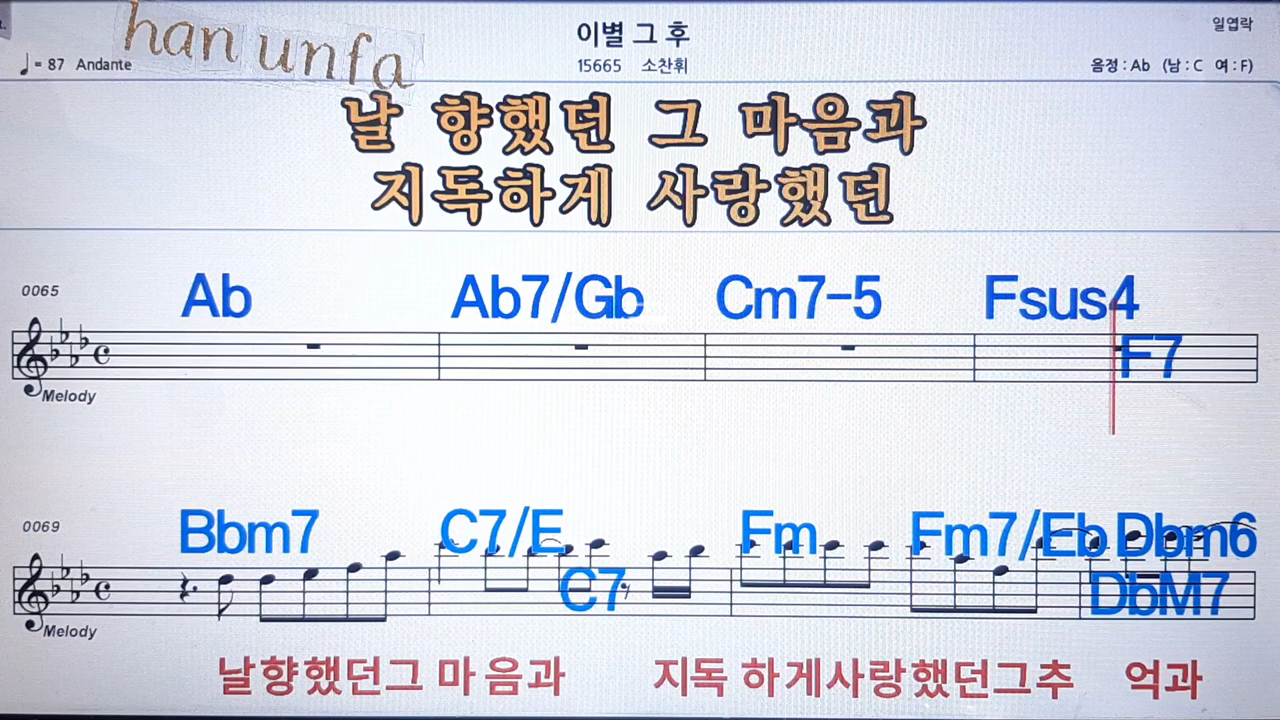 han unfa
이별 그 후
일엽락
♩= 87 Andante
15665 소찬휘
음정 : Ab (남 : C 여 : F)
날 향했던 그 마음과
지독하게 사랑했던
0065
Ab Ab7/Gb Cm7-5 Fsus4
F7
Melody
0069
Bbm7 C7/E Fm Fm7/Eb Dbm6
C7 DbM7
Melody
날향했던그 마 음과 지독 하게사랑했던그추 억과